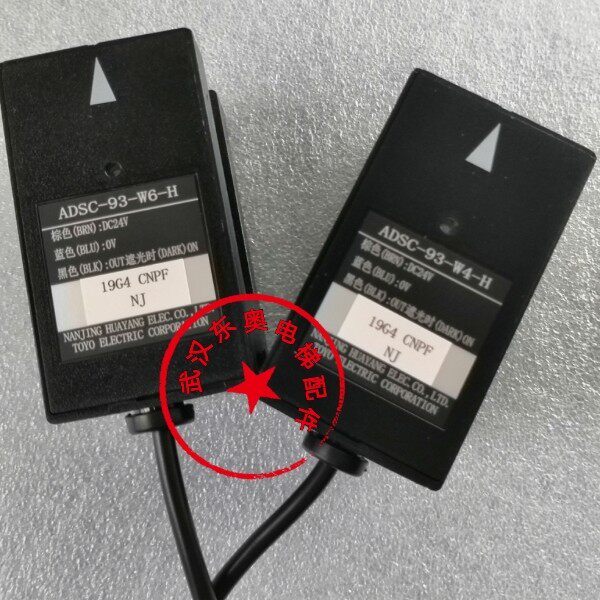 ADSC-93-W6-H
棕色(BRN):DC24V
蓝色(BLU):0V
黑色(BLK):OUT遮光时(DARK)ON
19G4 CNPF
NJ
NANJING HUAYANG ELEC.CO.,LTD.
TOYO ELECTRIC CORPORATION
ADSC-93-W4-H
棕色(BRN):DC24V
蓝色(BLU):0V
黑色(BLK):OUT遮光时(DARK)ON
19G4 CNPF
NJ
NANJING HUAYANG ELEC.CO.,LTD.
TOYO ELECTRIC CORPORATION
武汉东奥电梯配件